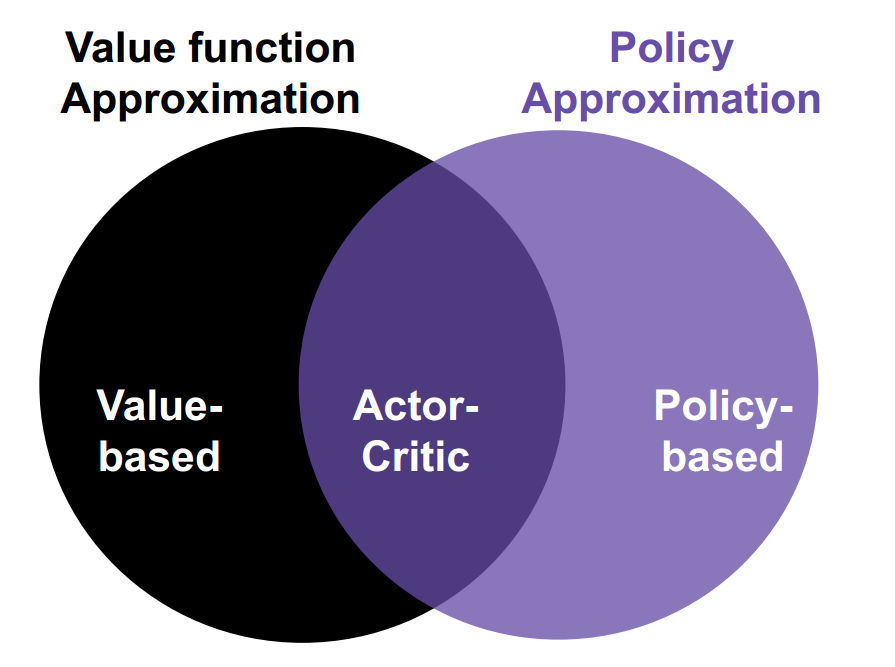 Value function
Approximation
Policy
Approximation
Value-
based
Actor-
Critic
Policy-
based